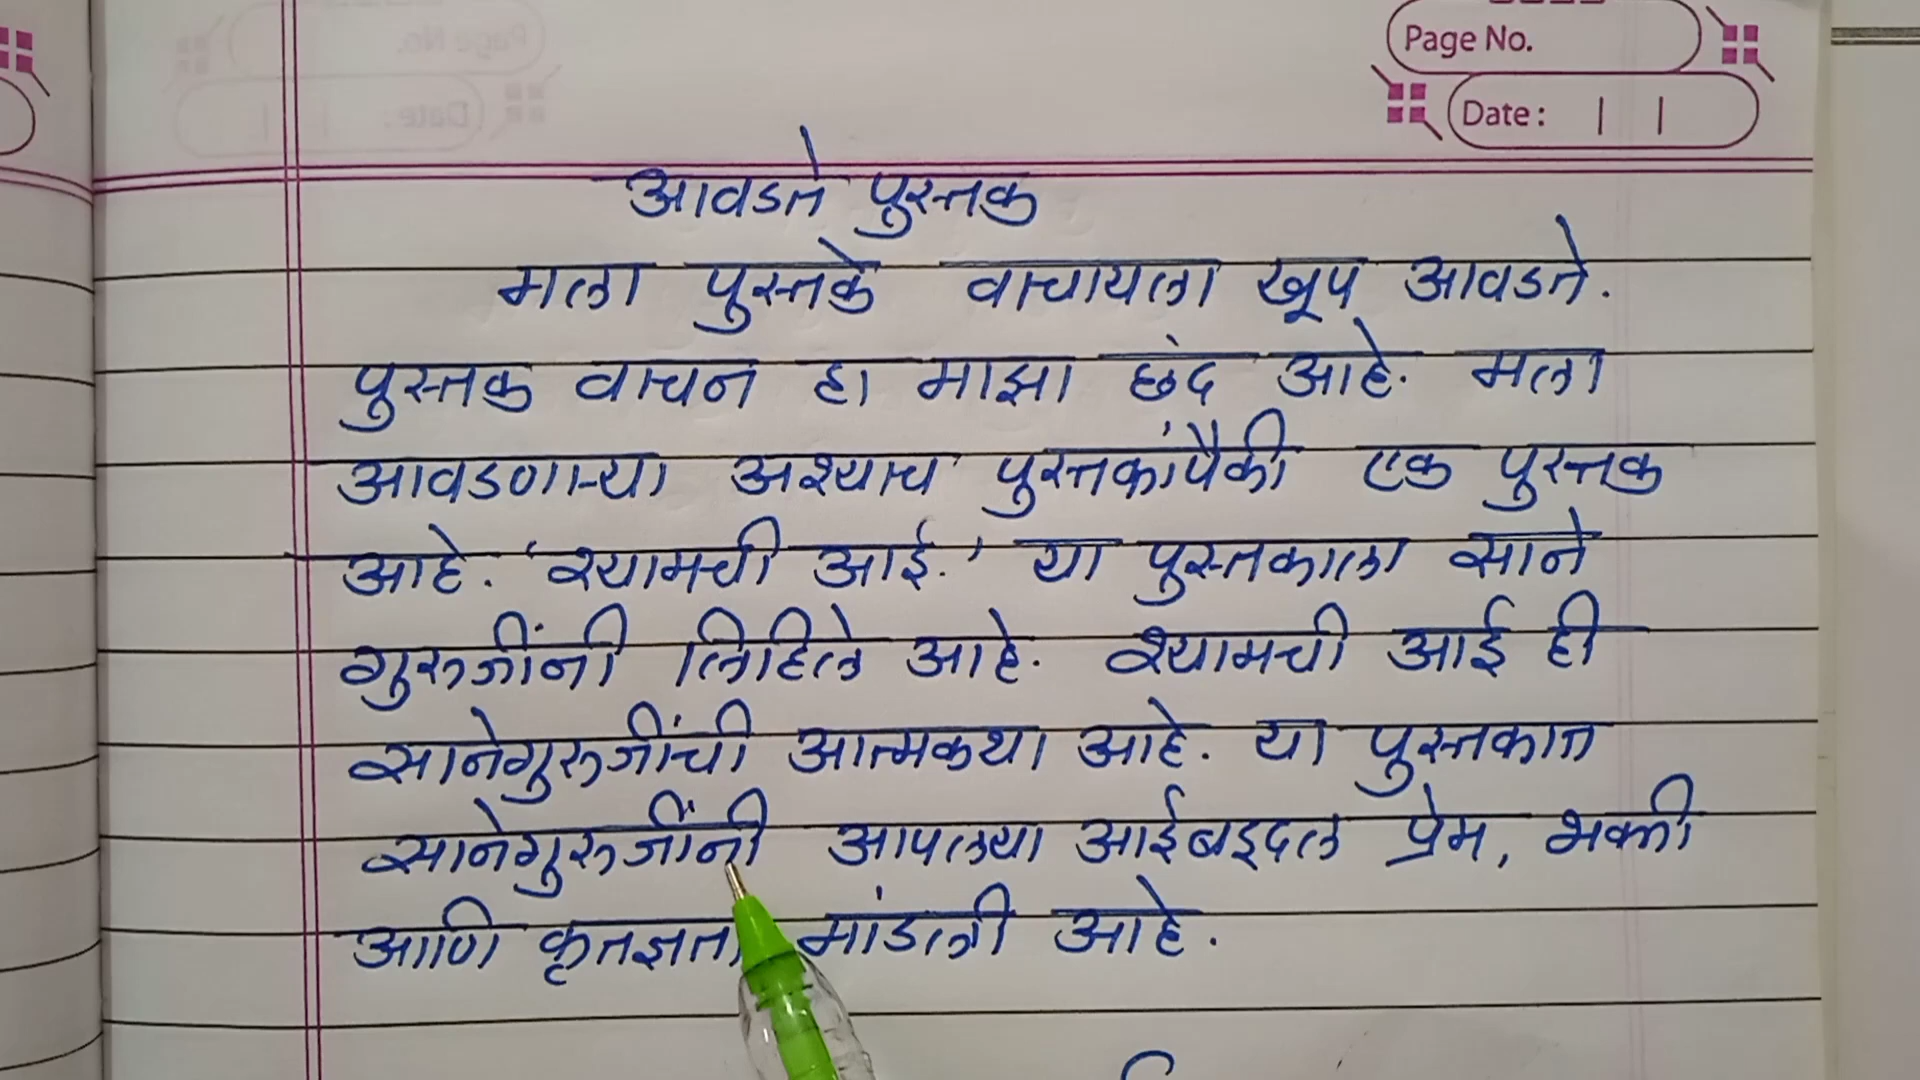 Page No.
Date :
आवडते पुस्तक
मला पुस्तके वाचायला खूप आवडते.
पुस्तक वाचन हा माझा छंद आहे. मला
आवडणाऱ्या अश्याच पुस्तकांपैकी एक पुस्तक
आहे. 'श्यामची आई.' या पुस्तकाला साने
गुरुजींनी लिहिले आहे. श्यामची आई ही
सानेगुरुजींची आत्मकथा आहे. या पुस्तकात
सानेगुरुजींनी आपल्या आईबद्दल प्रेम, भक्ती
आणि कृतज्ञता मांडली आहे.